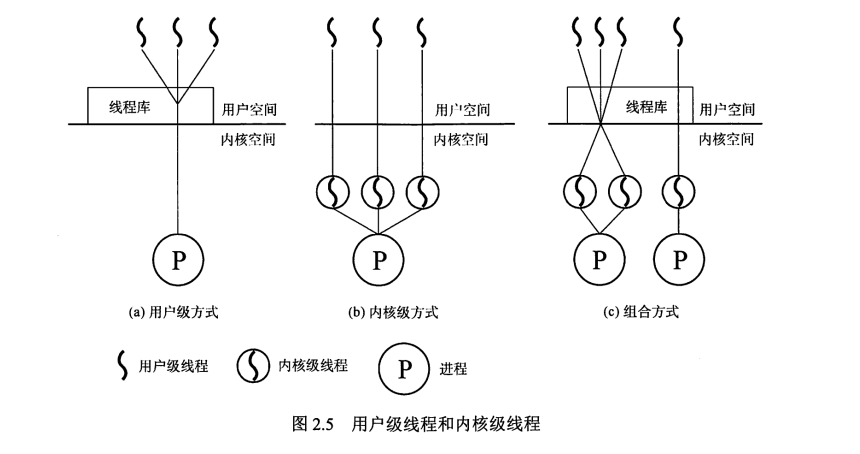 线程库
用户空间
内核空间
P
(a) 用户级方式
用户空间
内核空间
P
(b) 内核级方式
线程库
用户空间
内核空间
P
P
(c) 组合方式
用户级线程
内核级线程
P
进程
图 2.5 用户级线程和内核级线程